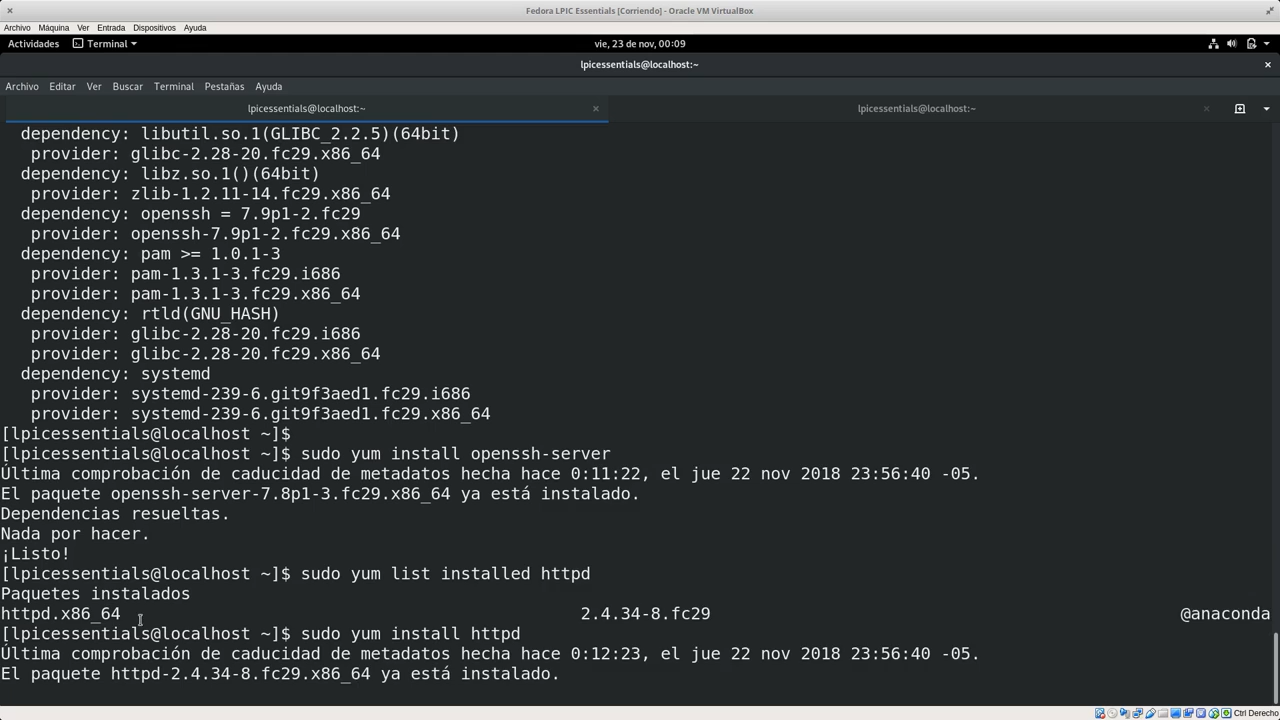 Fedora LPIC Essentials [Corriendo] - Oracle VM VirtualBox
Archivo Máquina Ver Entrada Dispositivos Ayuda
Actividades Terminal vie, 23 de nov, 00:09
lpicessentials@localhost:~
Archivo Editar Ver Buscar Terminal Pestañas Ayuda
lpicessentials@localhost:~ lpicessentials@localhost:~
dependency: libutil.so.1(GLIBC_2.2.5)(64bit)
provider: glibc-2.28-20.fc29.x86_64
dependency: libz.so.1()(64bit)
provider: zlib-1.2.11-14.fc29.x86_64
dependency: openssh = 7.9p1-2.fc29
provider: openssh-7.9p1-2.fc29.x86_64
dependency: pam >= 1.0.1-3
provider: pam-1.3.1-3.fc29.i686
provider: pam-1.3.1-3.fc29.x86_64
dependency: rtld(GNU_HASH)
provider: glibc-2.28-20.fc29.i686
provider: glibc-2.28-20.fc29.x86_64
dependency: systemd
provider: systemd-239-6.git9f3aed1.fc29.i686
provider: systemd-239-6.git9f3aed1.fc29.x86_64
[lpicessentials@localhost ~]$
[lpicessentials@localhost ~]$ sudo yum install openssh-server
Última comprobación de caducidad de metadatos hecha hace 0:11:22, el jue 22 nov 2018 23:56:40 -05.
El paquete openssh-server-7.8p1-3.fc29.x86_64 ya está instalado.
Dependencias resueltas.
Nada por hacer.
¡Listo!
[lpicessentials@localhost ~]$ sudo yum list installed httpd
Paquetes instalados
httpd.x86_64 2.4.34-8.fc29 @anaconda
[lpicessentials@localhost ~]$ sudo yum install httpd
Última comprobación de caducidad de metadatos hecha hace 0:12:23, el jue 22 nov 2018 23:56:40 -05.
El paquete httpd-2.4.34-8.fc29.x86_64 ya está instalado.
Ctrl Derecho